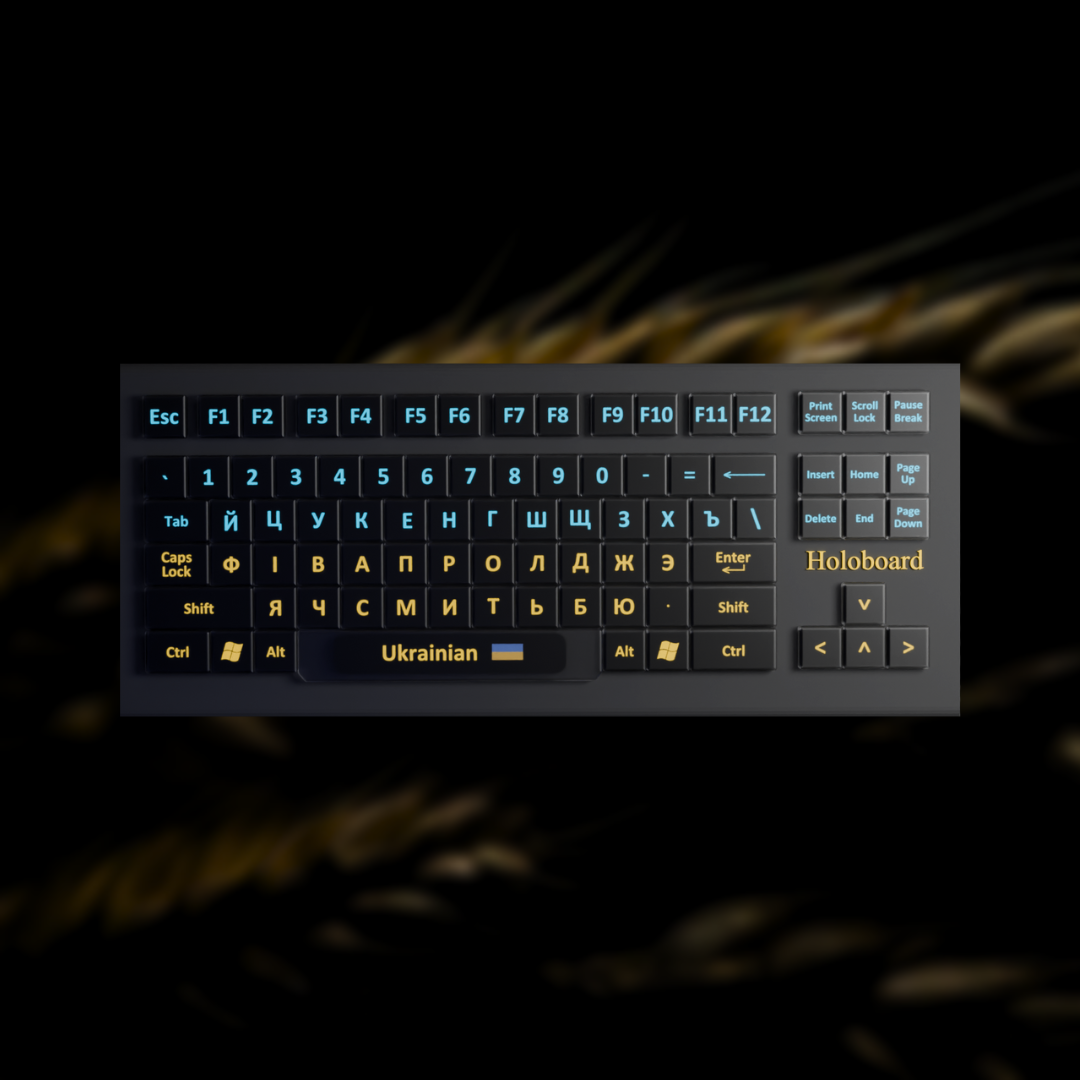 Esc F1 F2 F3 F4 F5 F6 F7 F8 F9 F10 F11 F12 Print Screen Scroll Lock Pause Break
` 1 2 3 4 5 6 7 8 9 0 - = ⟵ Insert Home Page Up
Tab Й Ц У К Е Н Г Ш Щ З Х Ъ \ Delete End Page Down
Caps Lock Ф І В А П Р О Л Д Ж Э Enter ↵
Holoboard
Shift Я Ч С М И Т Ь Б Ю . Shift ˅
Ctrl Alt Ukrainian Alt Ctrl < ^ >